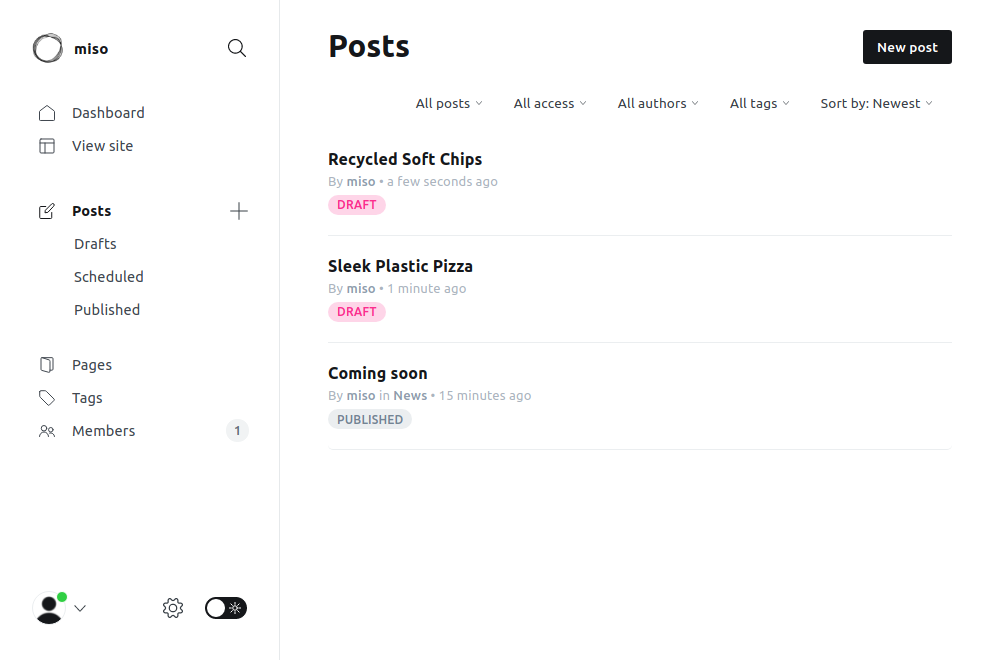 miso
Dashboard
View site
Posts
Drafts
Scheduled
Published
Pages
Tags
Members 1
Posts
New post
All posts All access All authors All tags Sort by: Newest
Recycled Soft Chips
By miso • a few seconds ago
DRAFT
Sleek Plastic Pizza
By miso • 1 minute ago
DRAFT
Coming soon
By miso in News • 15 minutes ago
PUBLISHED